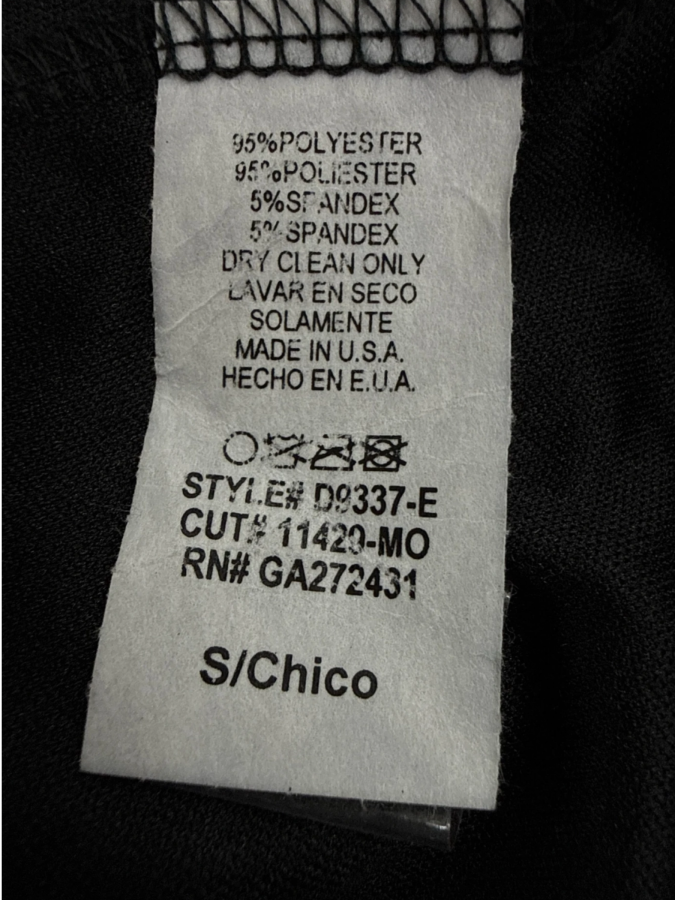 95%POLYESTER
95%POLIESTER
5%SPANDEX
5%SPANDEX
DRY CLEAN ONLY
LAVAR EN SECO
SOLAMENTE
MADE IN U.S.A.
HECHO EN E.U.A.
STYLE# D9337-E
CUT# 11429-MO
RN# GA272431
S/Chico